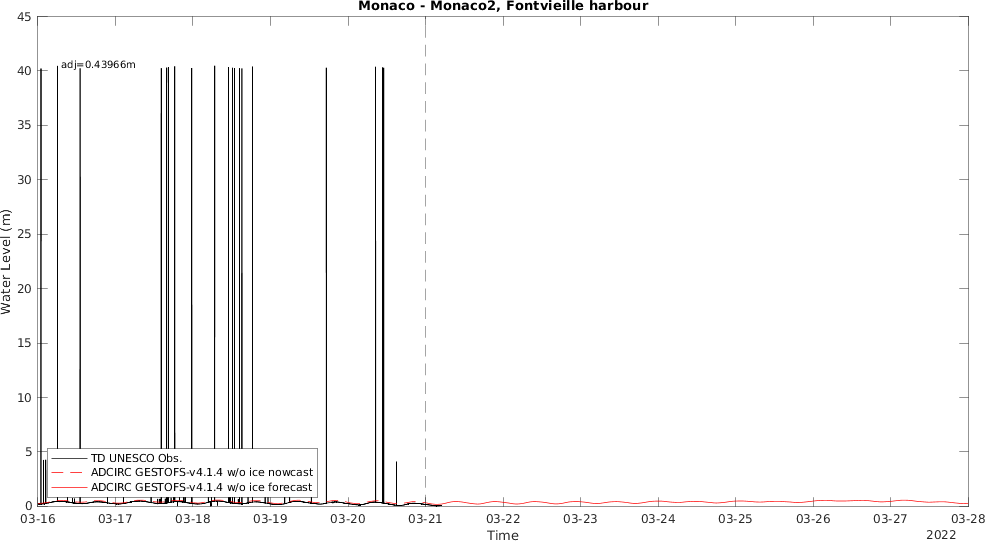 Monaco - Monaco2, Fontvieille harbour
45
40
35
30
25
20
15
10
5
0
Water Level (m)
adj=0.43966m
TD UNESCO Obs.
ADCIRC GESTOFS-v4.1.4 w/o ice nowcast
ADCIRC GESTOFS-v4.1.4 w/o ice forecast
03-16 03-17 03-18 03-19 03-20 03-21 03-22 03-23 03-24 03-25 03-26 03-27 03-28
Time
2022